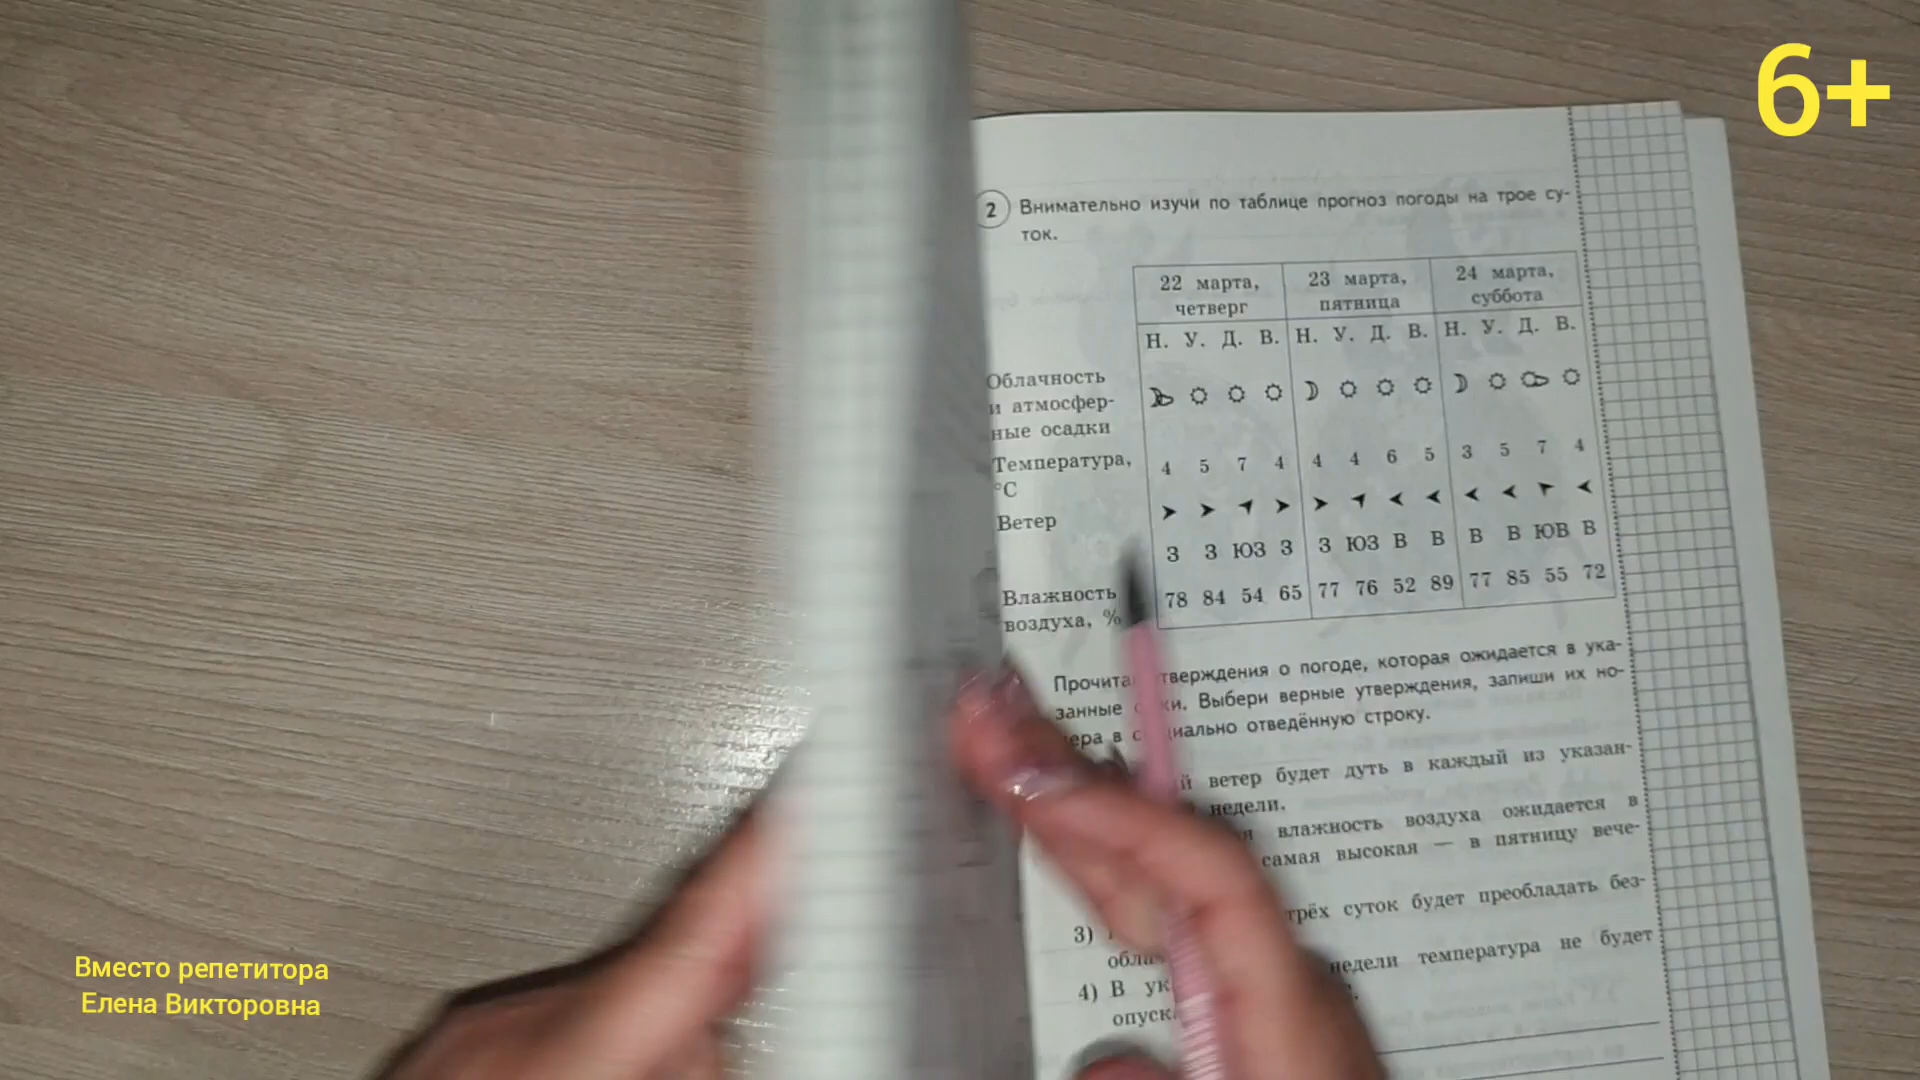 6+
2 Внимательно изучи по таблице прогноз погоды на трое су-
ток.
22 марта, 23 марта, 24 марта,
четверг пятница суббота
Н. У. Д. В. Н. У. Д. В. Н. У. Д. В.
Облачность
и атмосфер-
ные осадки
Температура, 4 5 7 4 4 4 6 5 3 5 7 4
°С
Ветер
З З ЮЗ З З ЮЗ В В В В ЮВ В
Влажность 78 84 54 65 77 76 52 89 77 85 55 72
воздуха, %
о погоде, которая ожидается в ука-
занные Выбери верные утверждения, запиши их но-
в отведённую строку.
ветер будет дуть в каждый из указан-
недели.
влажность воздуха ожидается в
самая высокая — в пятницу вече-
3) суток будет преобладать без-
температура не будет
4) В
Вместо репетитора
Елена Викторовна